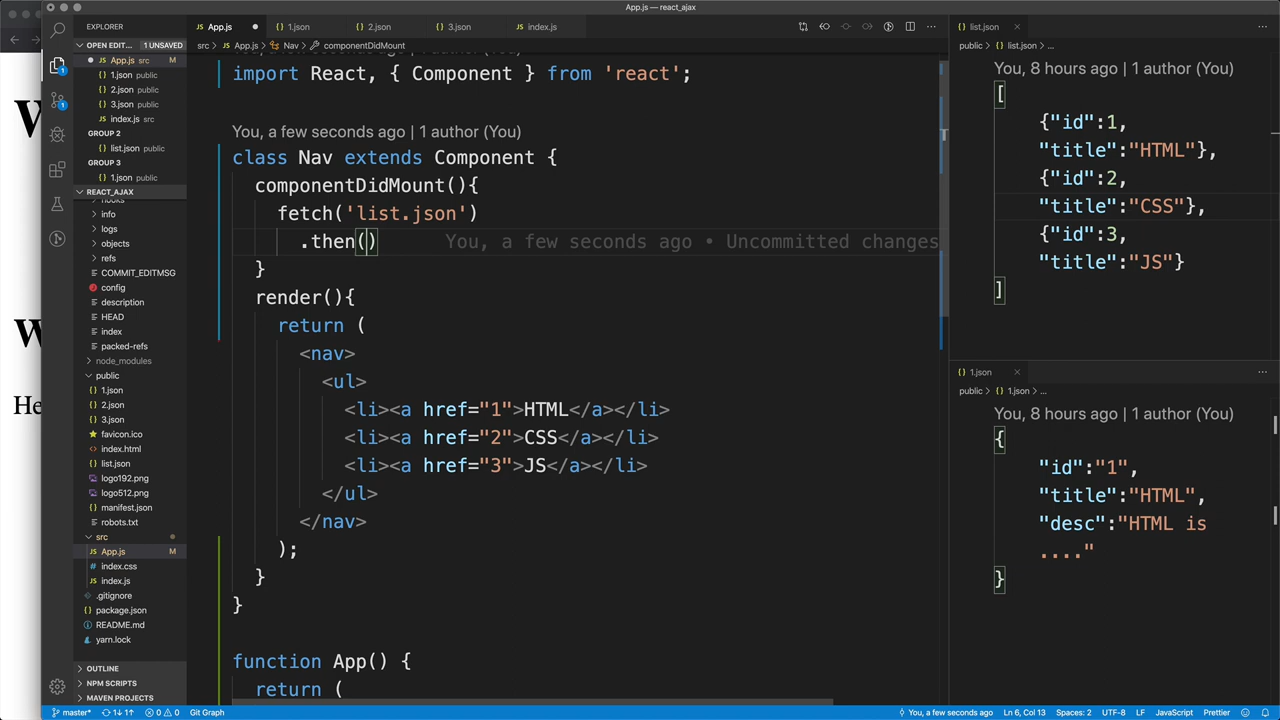 App.js — react_ajax
EXPLORER
OPEN EDIT... 1 UNSAVED
App.js src M
1.json public
2.json public
3.json public
index.js src
GROUP 2
list.json public
GROUP 3
1.json public
REACT_AJAX
hooks
info
logs
objects
refs
COMMIT_EDITMSG
config
description
HEAD
index
packed-refs
node_modules
public
1.json
2.json
3.json
favicon.ico
index.html
list.json
logo192.png
logo512.png
manifest.json
robots.txt
src
App.js M
index.css
index.js
.gitignore
package.json
README.md
yarn.lock
OUTLINE
NPM SCRIPTS
MAVEN PROJECTS
App.js
1.json
2.json
3.json
index.js
src > App.js > Nav > componentDidMount
import React, { Component } from 'react';
You, a few seconds ago | 1 author (You)
class Nav extends Component {
componentDidMount(){
fetch('list.json')
.then() You, a few seconds ago • Uncommitted changes
}
render(){
return (
<nav>
<ul>
<li><a href="1">HTML</a></li>
<li><a href="2">CSS</a></li>
<li><a href="3">JS</a></li>
</ul>
</nav>
);
}
}
function App() {
return (
list.json
public > list.json > ...
You, 8 hours ago | 1 author (You)
[
{"id":1,
"title":"HTML"},
{"id":2,
"title":"CSS"},
{"id":3,
"title":"JS"}
]
1.json
public > 1.json > ...
You, 8 hours ago | 1 author (You)
{
"id":"1",
"title":"HTML",
"desc":"HTML is
...."
}
He
master* 1↓ 1↑ 0 0 Git Graph
You, a few seconds ago Ln 6, Col 13 Spaces: 2 UTF-8 LF JavaScript Prettier